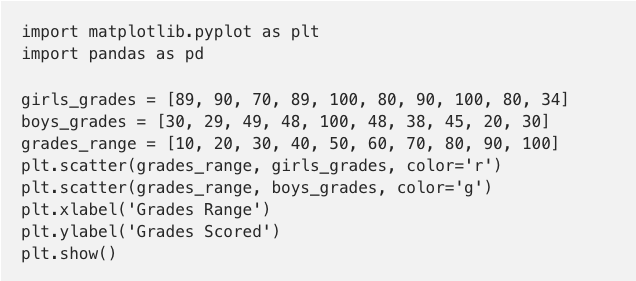 import matplotlib.pyplot as plt
import pandas as pd
girls_grades = [89, 90, 70, 89, 100, 80, 90, 100, 80, 34]
boys_grades = [30, 29, 49, 48, 100, 48, 38, 45, 20, 30]
grades_range = [10, 20, 30, 40, 50, 60, 70, 80, 90, 100]
plt.scatter(grades_range, girls_grades, color='r')
plt.scatter(grades_range, boys_grades, color='g')
plt.xlabel('Grades Range')
plt.ylabel('Grades Scored')
plt.show()